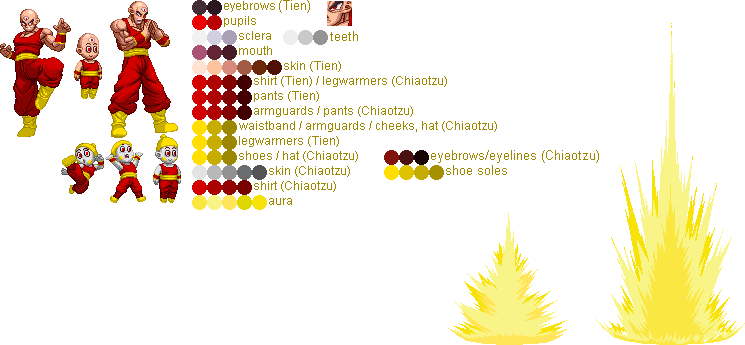 eyebrows (Tien)
pupils
sclera teeth
mouth
skin (Tien)
shirt (Tien) / legwarmers (Chiaotzu)
pants (Tien)
armguards / pants (Chiaotzu)
waistband / armguards / cheeks, hat (Chiaotzu)
legwarmers (Tien)
shoes / hat (Chiaotzu) eyebrows/eyelines (Chiaotzu)
skin (Chiaotzu) shoe soles
shirt (Chiaotzu)
aura